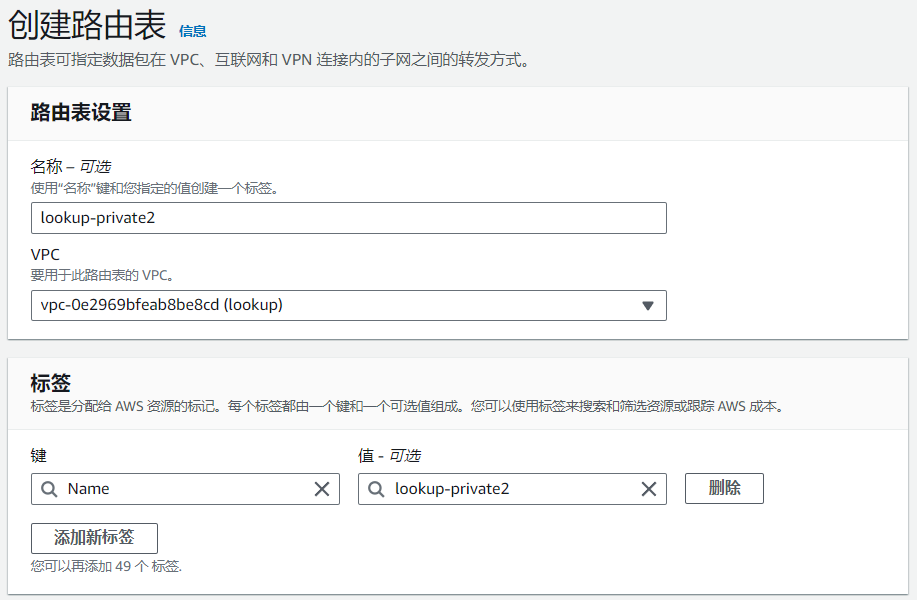 创建路由表 信息
路由表可指定数据包在 VPC、互联网和 VPN 连接内的子网之间的转发方式。
路由表设置
名称 – 可选
使用“名称”键和您指定的值创建一个标签。
lookup-private2
VPC
要用于此路由表的 VPC。
vpc-0e2969bfeab8be8cd (lookup)
标签
标签是分配给 AWS 资源的标记。每个标签都由一个键和一个可选值组成。您可以使用标签来搜索和筛选资源或跟踪 AWS 成本。
键 值 - 可选
Name lookup-private2 删除
添加新标签
您可以再添加 49 个 标签.